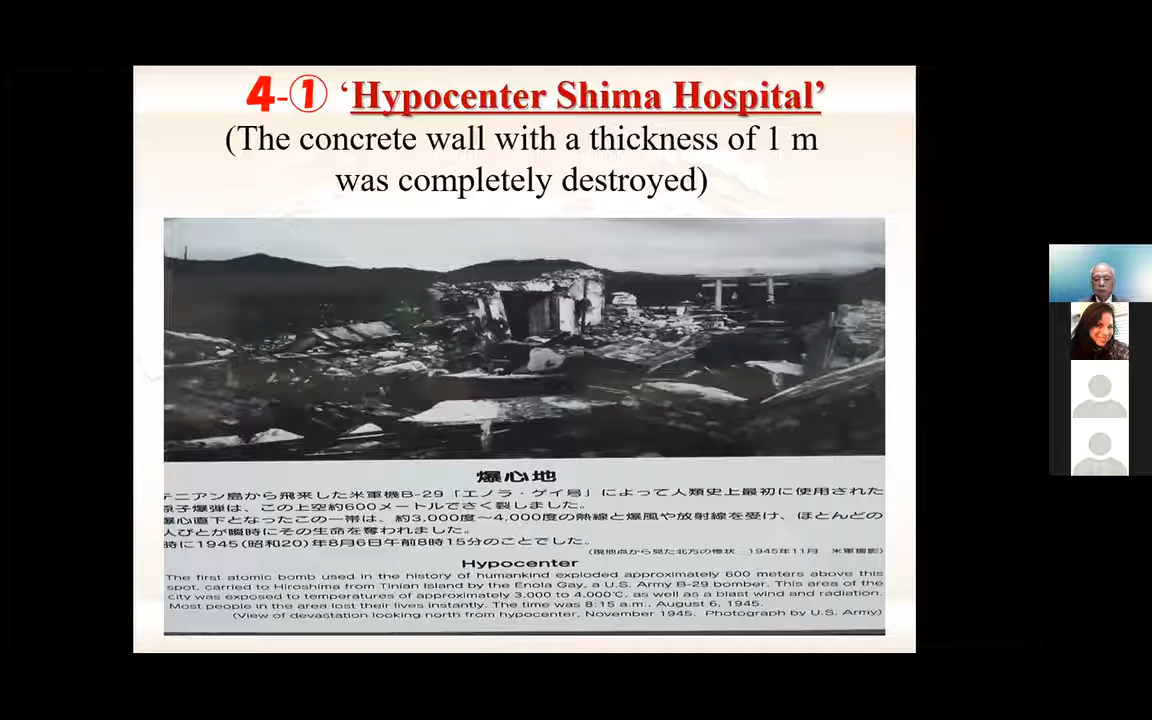 4-① ‘Hypocenter Shima Hospital’
(The concrete wall with a thickness of 1 m
was completely destroyed)
爆心地
テニアン島から飛来した米軍機B-29「エノラ・ゲイ号」によって人類史上最初に使用された
原子爆弾は、この上空約600メートルでさく裂しました。
爆心直下となったこの一帯は、約3,000度〜4,000度の熱線と爆風や放射線を受け、ほとんどの
人びとが瞬時にその生命を奪われました。
時に1945(昭和20)年8月6日午前8時15分のことでした。
(現地点から見た北方の惨状 1945年11月 米軍撮影)
Hypocenter
The first atomic bomb used in the history of humankind exploded approximately 600 meters above this
spot, carried to Hiroshima from Tinian Island by the Enola Gay, a U.S. Army B-29 bomber. This area of the
city was exposed to temperatures of approximately 3,000 to 4,000℃, as well as a blast wind and radiation.
Most people in the area lost their lives instantly. The time was 8:15 a.m., August 6, 1945.
(View of devastation looking north from hypocenter, November 1945. Photograph by U.S. Army)